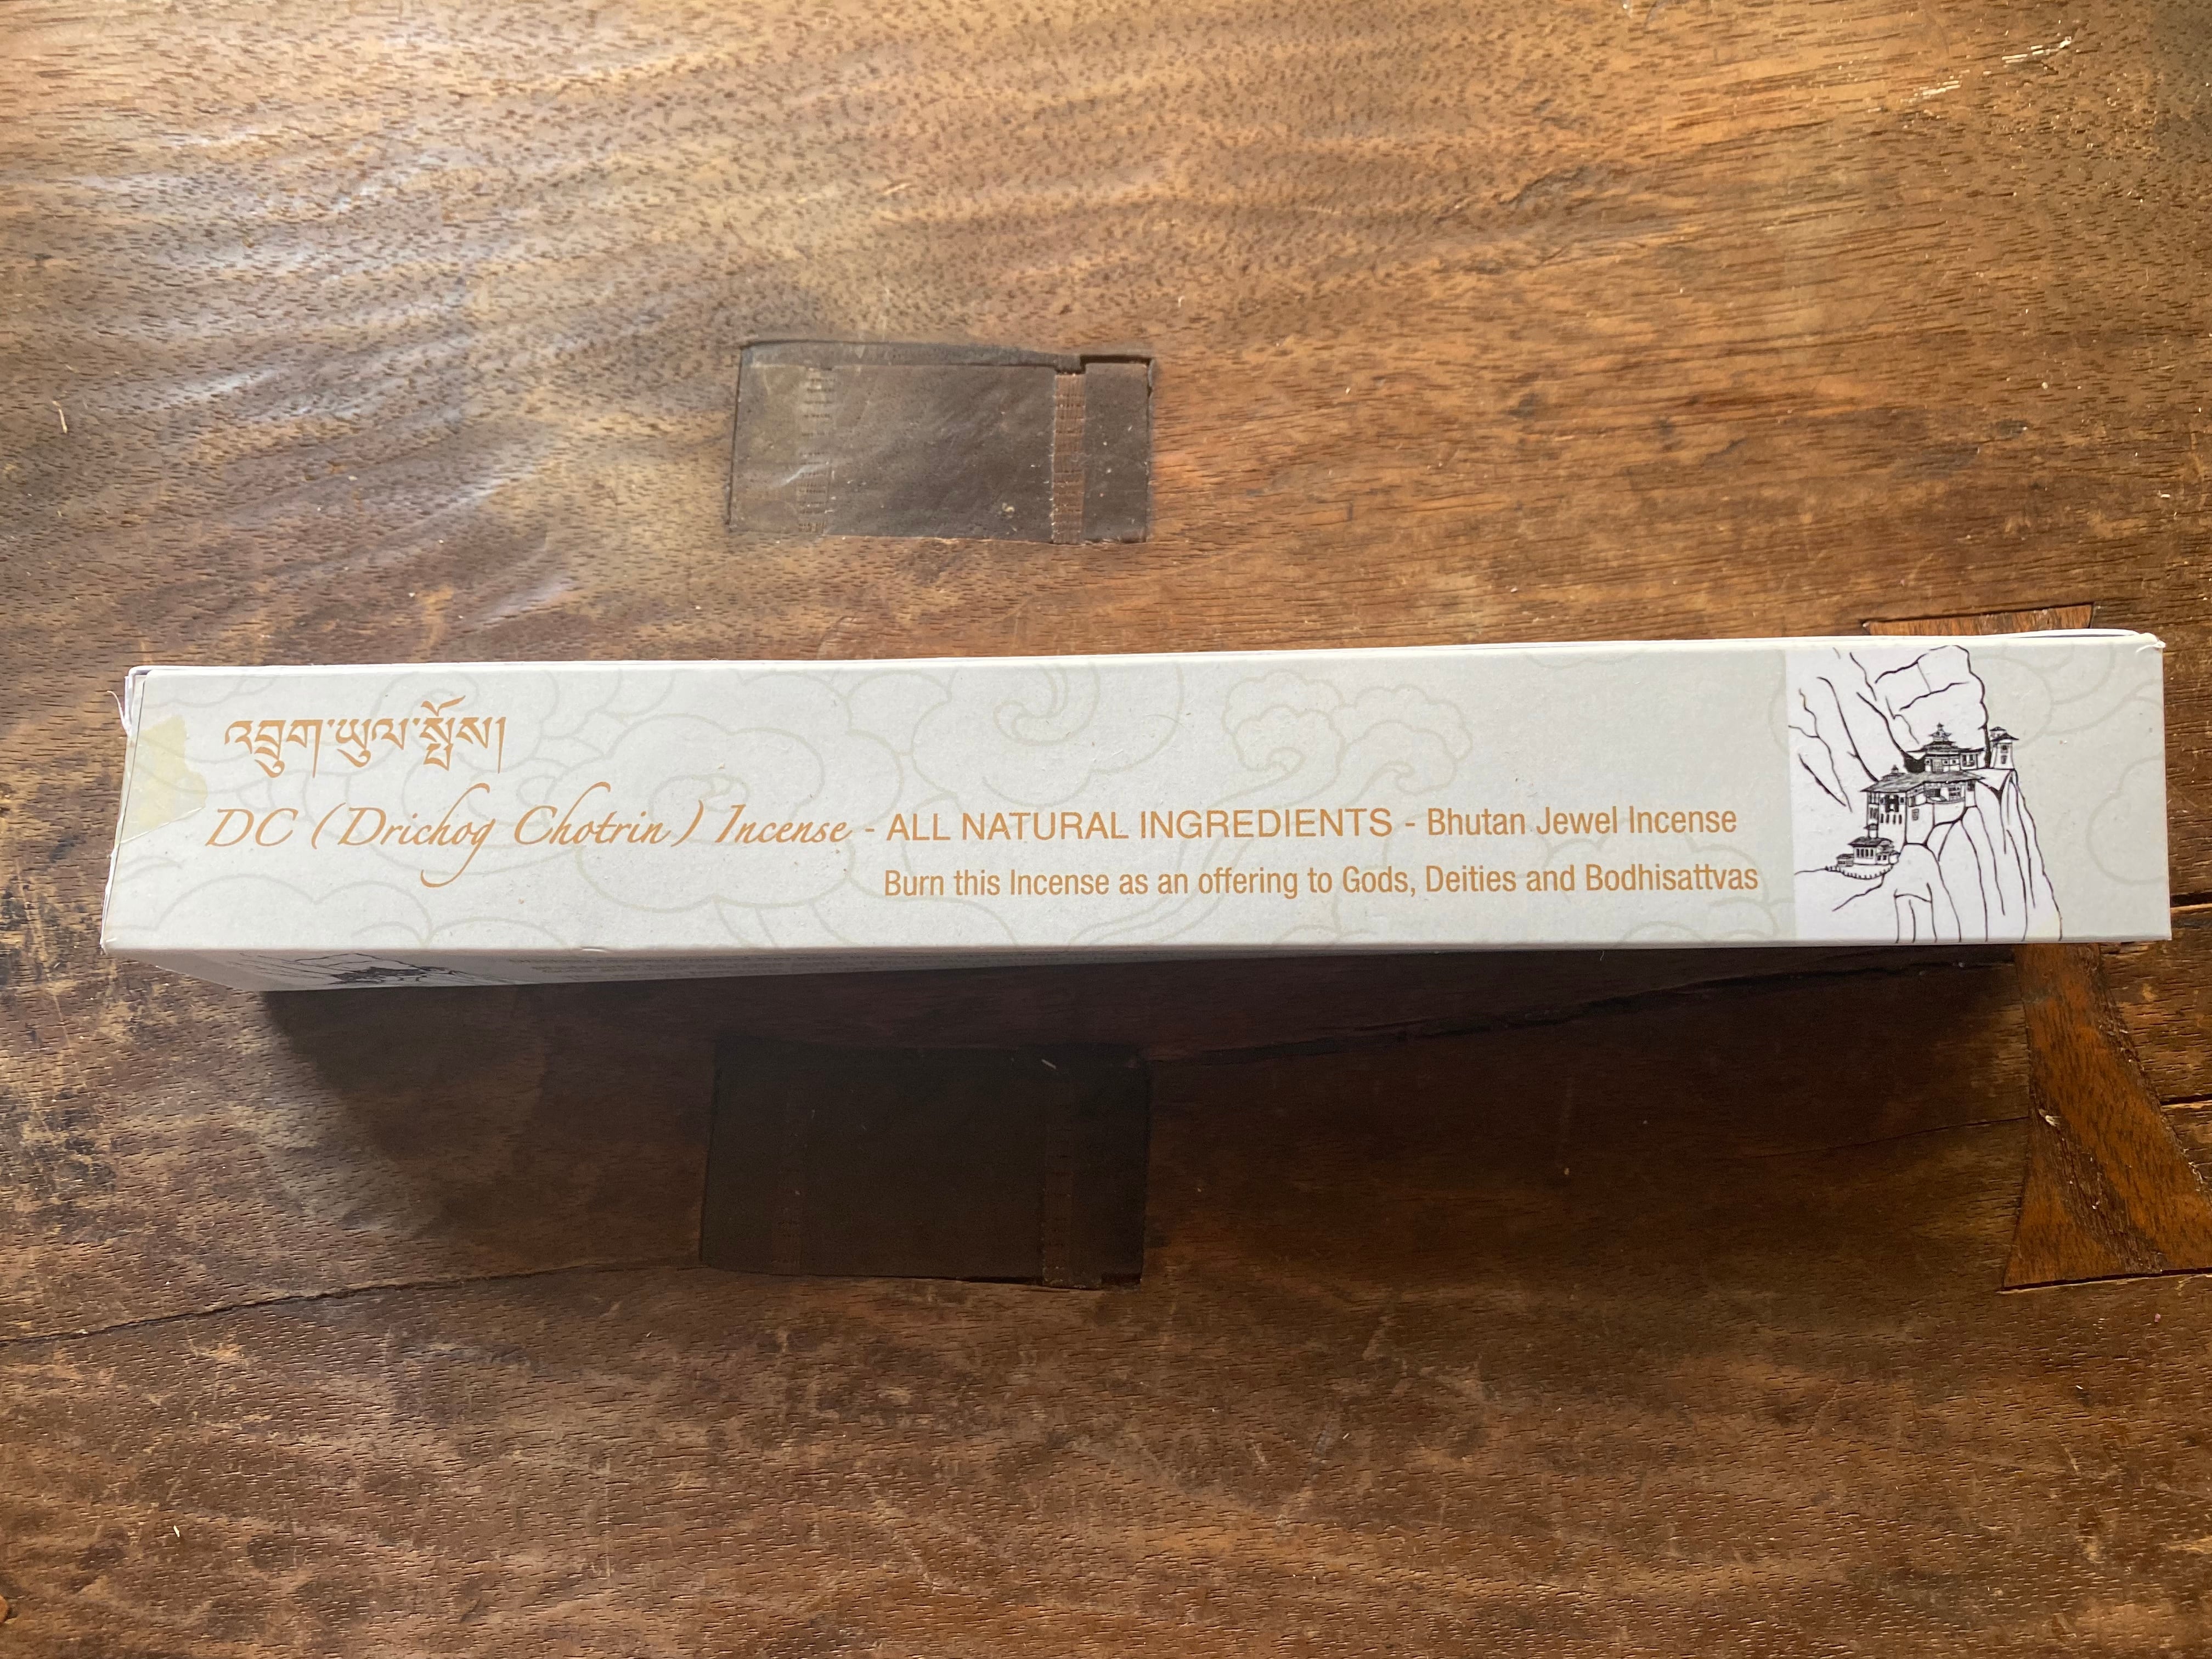 འབྲུག་ཡུལ་སྤོས།
DC (Drichog Chotrin) Incense - ALL NATURAL INGREDIENTS - Bhutan Jewel Incense
Burn this Incense as an offering to Gods, Deities and Bodhisattvas